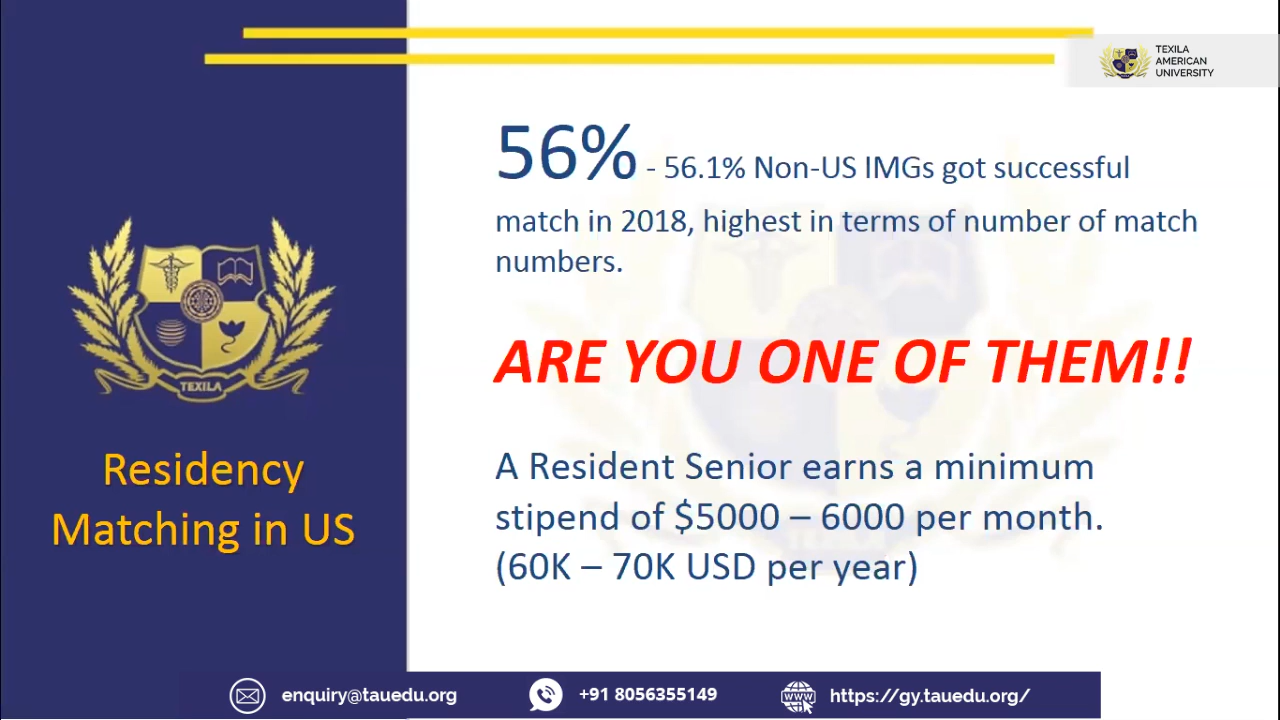 TEXILA
AMERICAN
UNIVERSITY
56% - 56.1% Non-US IMGs got successful
match in 2018, highest in terms of number of match
numbers.
ARE YOU ONE OF THEM!!
TEXILA
Residency
Matching in US
A Resident Senior earns a minimum
stipend of $5000 – 6000 per month.
(60K – 70K USD per year)
enquiry@tauedu.org
+91 8056355149
WWW
https://gy.tauedu.org/